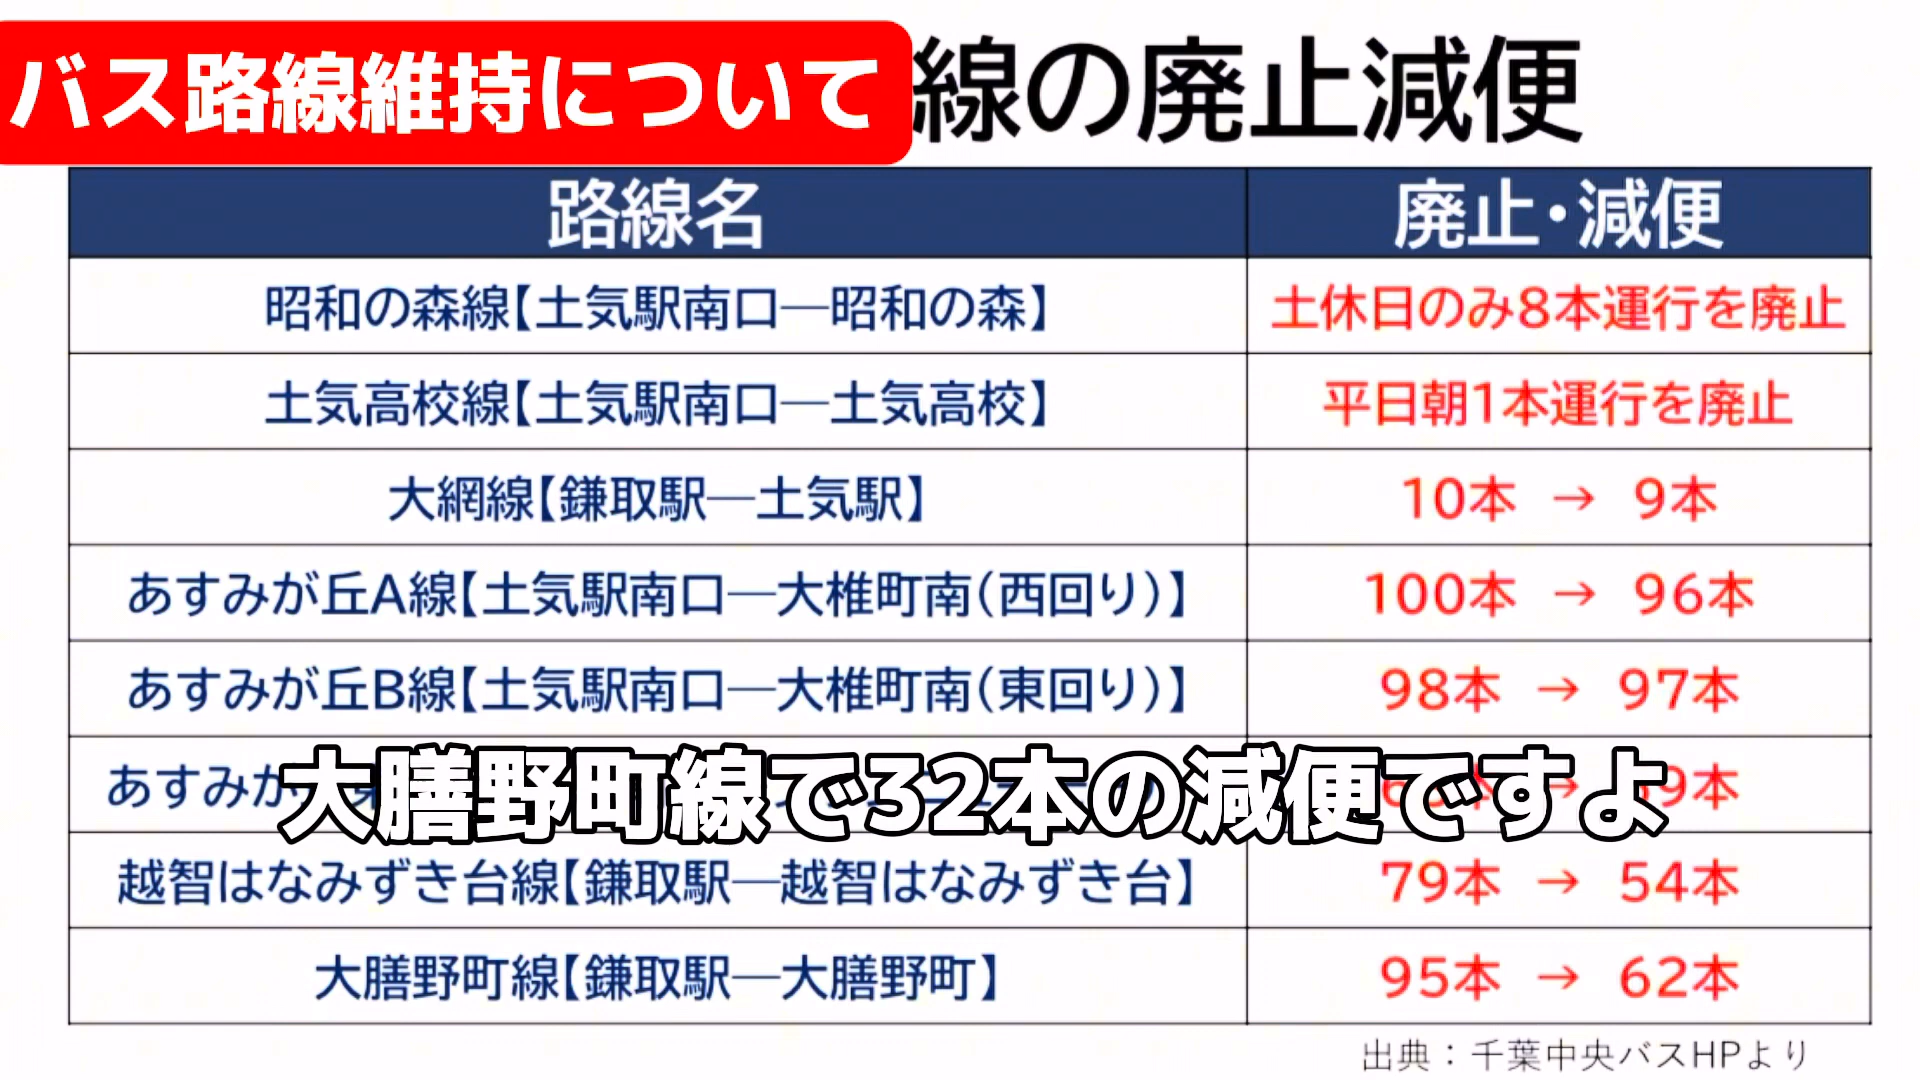 バス路線維持について
線の廃止減便
路線名 廃止・減便
昭和の森線【土気駅南口―昭和の森】 土休日のみ8本運行を廃止
土気高校線【土気駅南口―土気高校】 平日朝1本運行を廃止
大網線【鎌取駅―土気駅】 10本 → 9本
あすみが丘A線【土気駅南口―大椎町南(西回り)】 100本 → 96本
あすみが丘B線【土気駅南口―大椎町南(東回り)】 98本 → 97本
あすみが 9本
大膳野町線で32本の減便ですよ
越智はなみずき台線【鎌取駅―越智はなみずき台】 79本 → 54本
大膳野町線【鎌取駅―大膳野町】 95本 → 62本
出典：千葉中央バスHPより